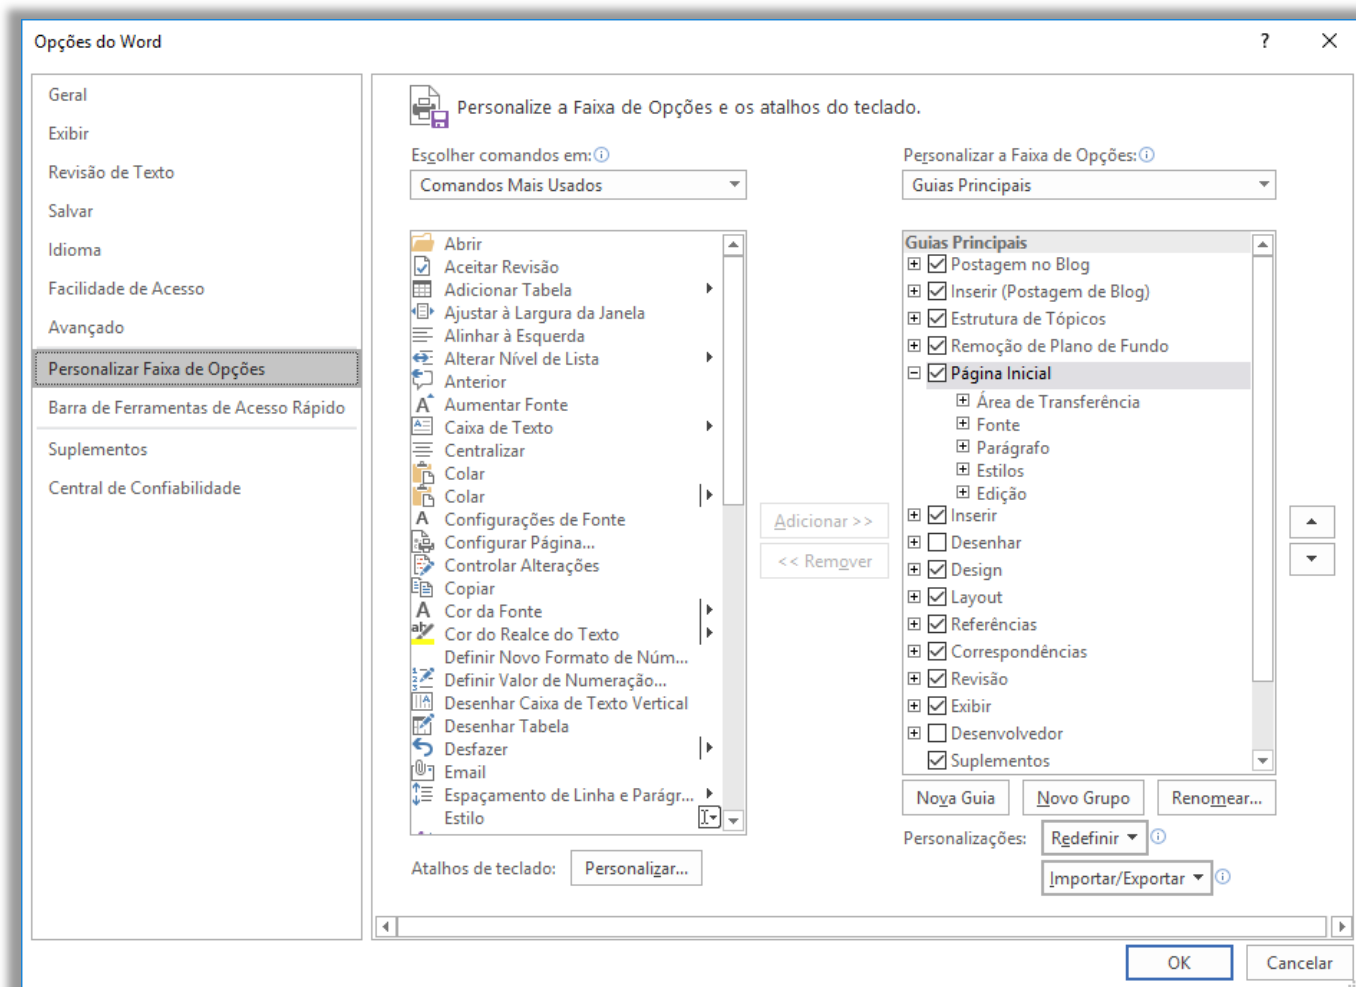 Opções do Word
?
Geral
Exibir
Revisão de Texto
Salvar
Idioma
Facilidade de Acesso
Avançado
Personalizar Faixa de Opções
Barra de Ferramentas de Acesso Rápido
Suplementos
Central de Confiabilidade
Personalize a Faixa de Opções e os atalhos do teclado.
Escolher comandos em:
Comandos Mais Usados
Abrir
Aceitar Revisão
Adicionar Tabela
Ajustar à Largura da Janela
Alinhar à Esquerda
Alterar Nível de Lista
Anterior
Aumentar Fonte
Caixa de Texto
Centralizar
Colar
Colar
Configurações de Fonte
Configurar Página...
Controlar Alterações
Copiar
Cor da Fonte
Cor do Realce do Texto
Definir Novo Formato de Núm...
Definir Valor de Numeração...
Desenhar Caixa de Texto Vertical
Desenhar Tabela
Desfazer
Email
Espaçamento de Linha e Parágr...
Estilo
Atalhos de teclado: Personalizar...
Adicionar >>
<< Remover
Personalizar a Faixa de Opções:
Guias Principais
Guias Principais
Postagem no Blog
Inserir (Postagem de Blog)
Estrutura de Tópicos
Remoção de Plano de Fundo
Página Inicial
Área de Transferência
Fonte
Parágrafo
Estilos
Edição
Inserir
Desenhar
Design
Layout
Referências
Correspondências
Revisão
Exibir
Desenvolvedor
Suplementos
Nova Guia Novo Grupo Renomear...
Personalizações: Redefinir
Importar/Exportar
OK Cancelar